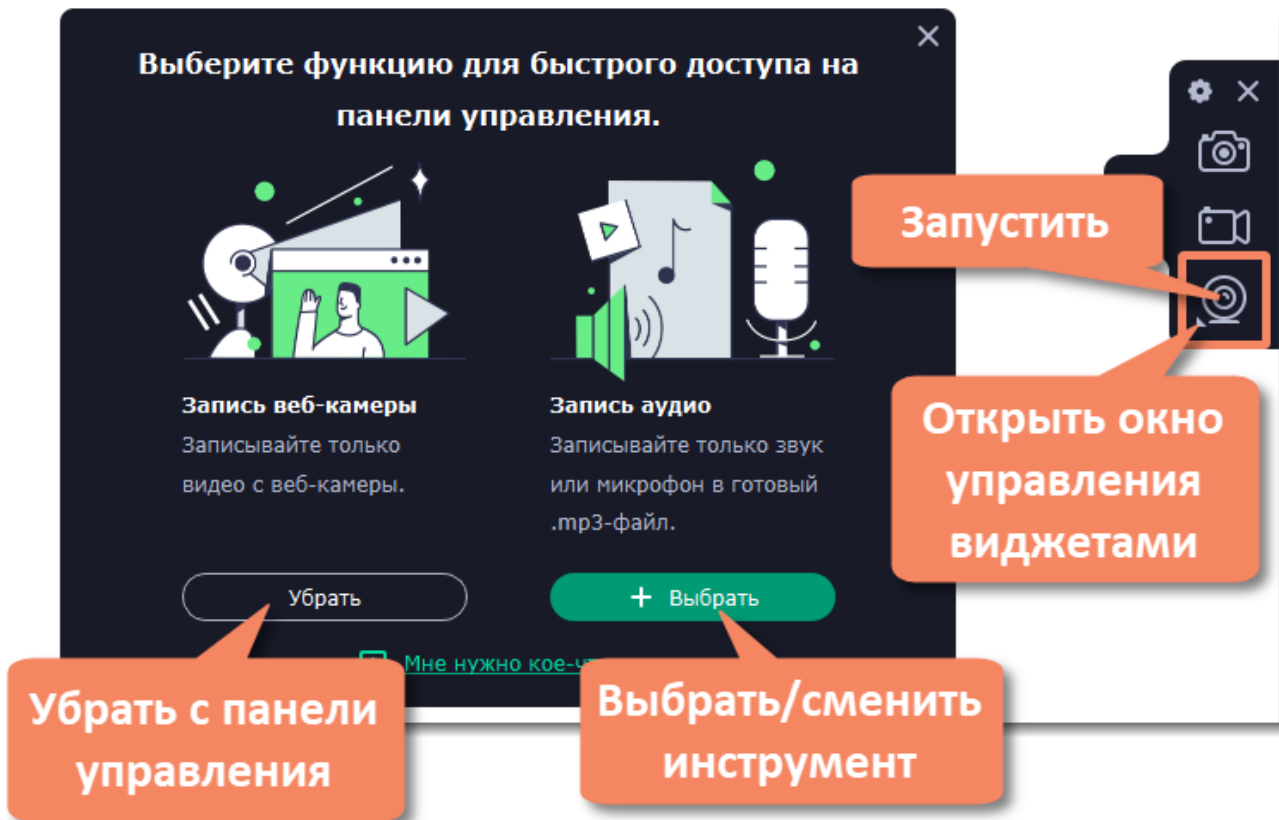 Выберите функцию для быстрого доступа на
панели управления.
Запустить
Открыть окно
управления
виджетами
Запись веб-камеры
Записывайте только
видео с веб-камеры.
Запись аудио
Записывайте только звук
или микрофон в готовый
.mp3-файл.
Убрать
+ Выбрать
Мне нужно
Убрать с панели
управления
Выбрать/сменить
инструмент